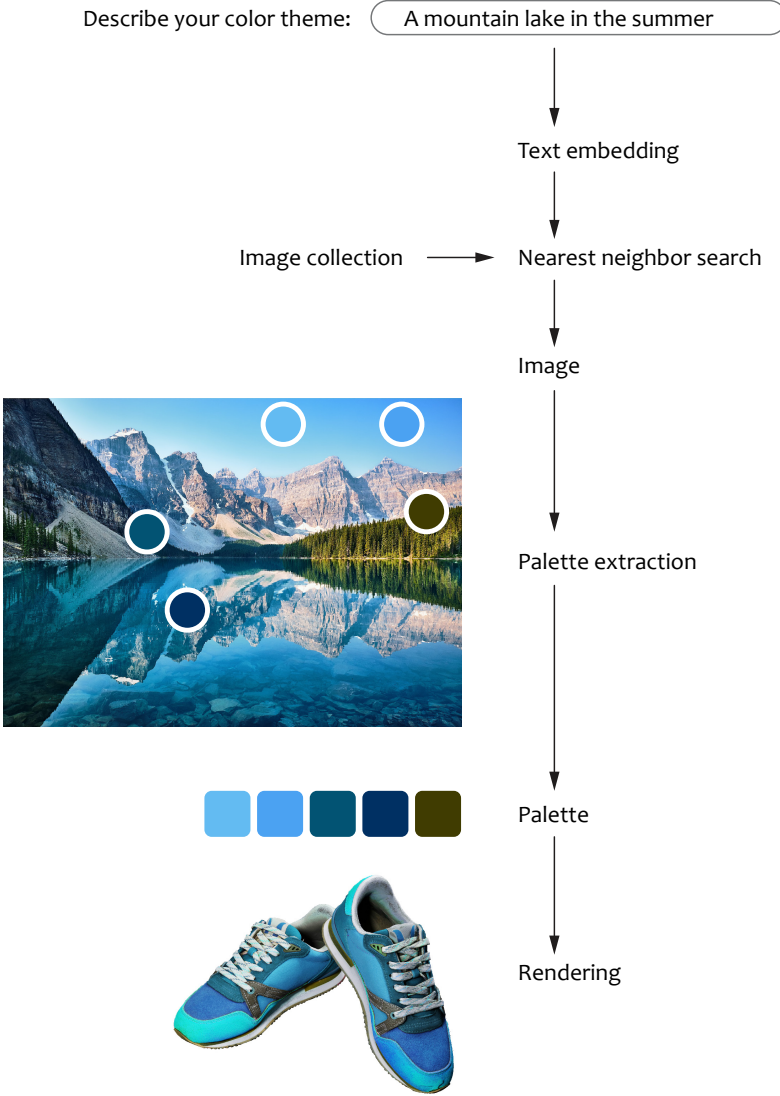 Describe your color theme: A mountain lake in the summer
Text embedding
Image collection Nearest neighbor search
Image
Palette extraction
Palette
Rendering